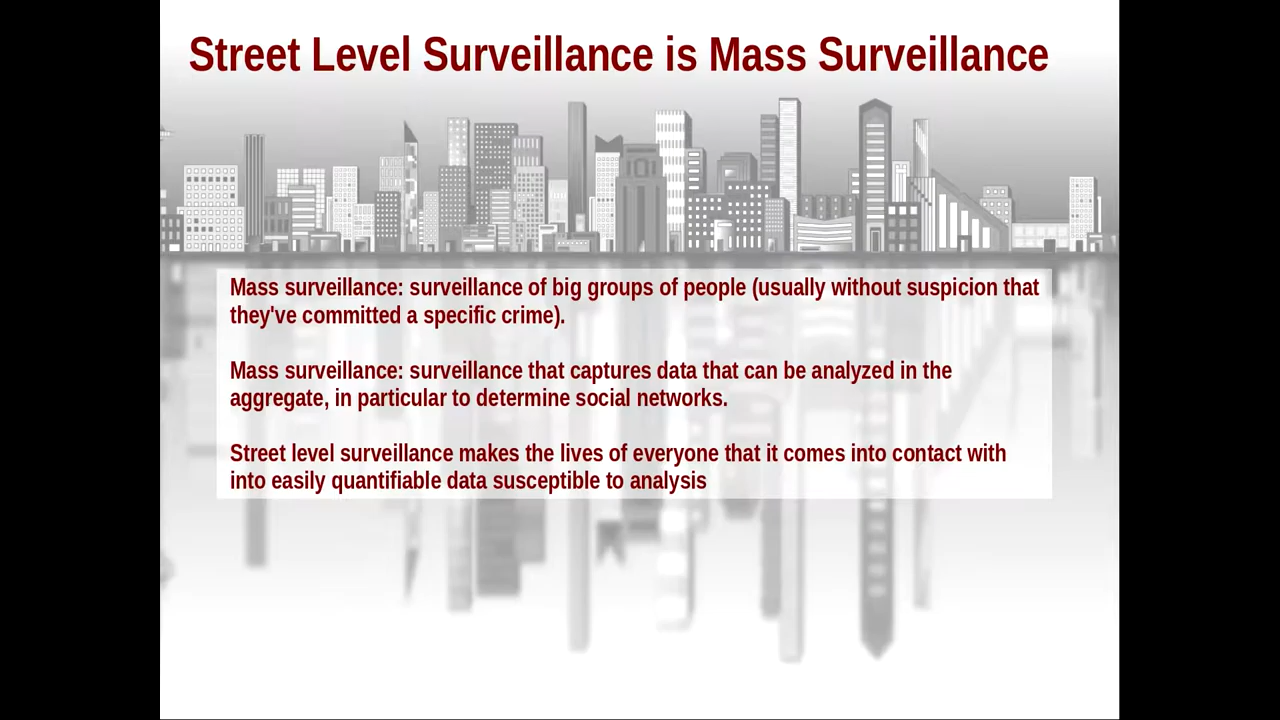 Street Level Surveillance is Mass Surveillance
Mass surveillance: surveillance of big groups of people (usually without suspicion that
they've committed a specific crime).
Mass surveillance: surveillance that captures data that can be analyzed in the
aggregate, in particular to determine social networks.
Street level surveillance makes the lives of everyone that it comes into contact with
into easily quantifiable data susceptible to analysis